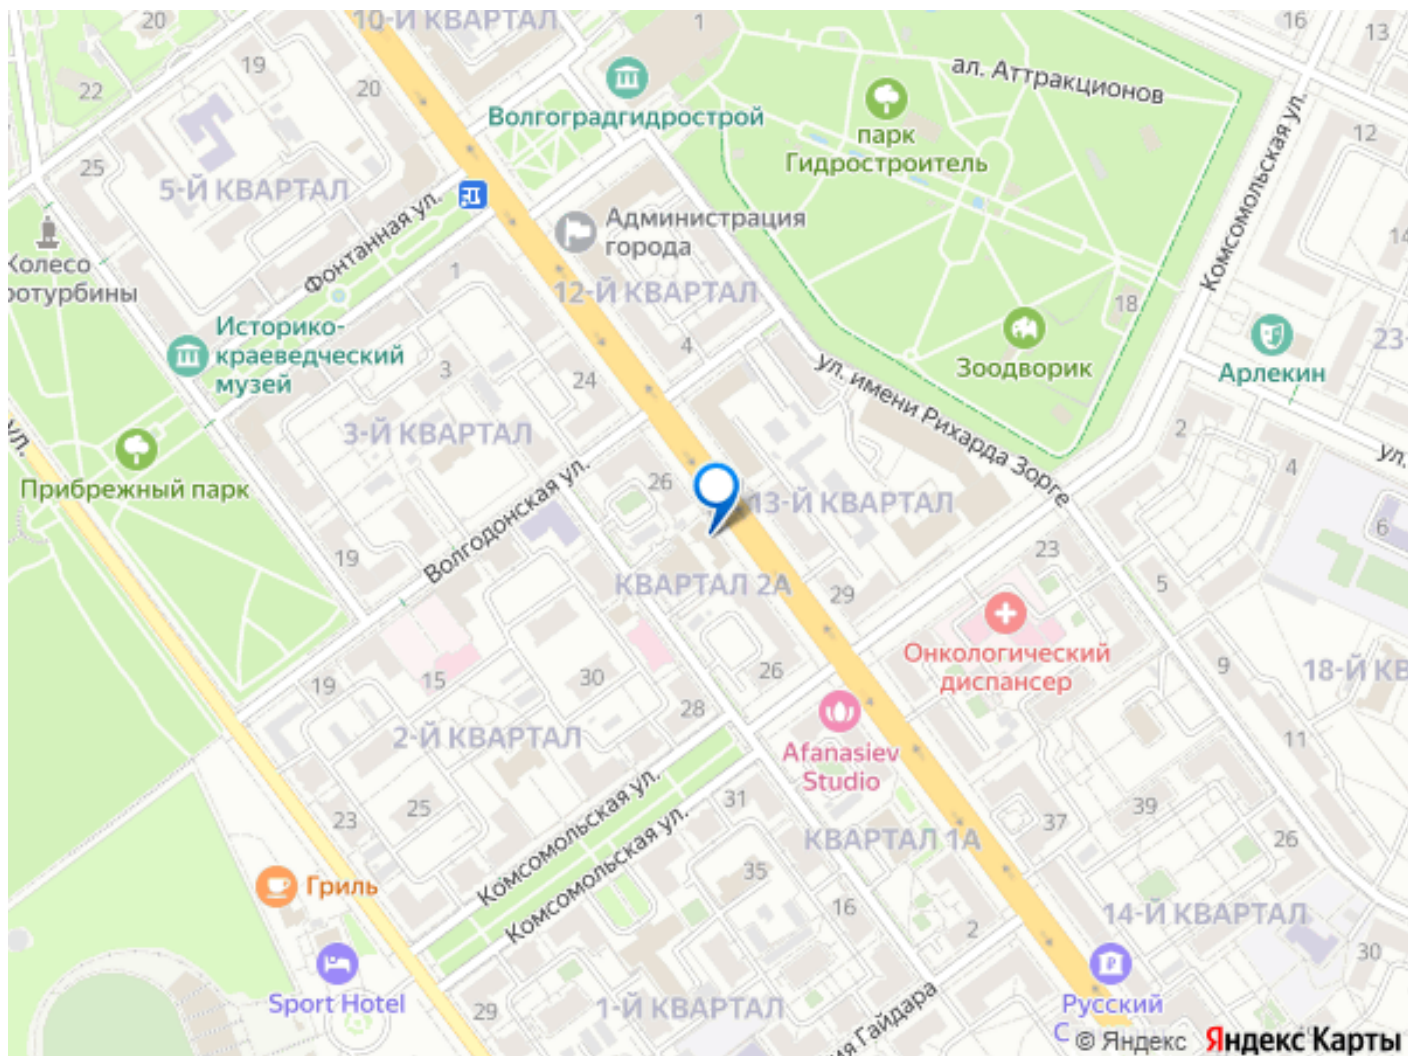 20
10-Й КВАРТАЛ
1
16
13
19
ал. Аттракционов
22
20
Волгоградгидрострой
парк
Гидростроитель
12
Комсомольская ул.
25
5-Й КВАРТАЛ
Фонтанная ул.
Администрация
города
14
Колесо
ротурбины
1
12-Й КВАРТАЛ
18
Историко-
краеведческий
музей
3
4
24
Зоодворик
Арлекин
23-
ул. имени Рихарда Зорге
3-Й КВАРТАЛ
2
ул.
ул.
4
Прибрежный парк
Волгодонская ул.
26
13-Й КВАРТАЛ
6
19
23
КВАРТАЛ 2А
29
5
Онкологический
диспансер
9
18-Й КВ
19
15
30
26
28
2-Й КВАРТАЛ
11
Afanasiev
Studio
Комсомольская ул.
Комсомольская ул.
23
25
31
37
39
26
КВАРТАЛ 1А
Гриль
35
16
14-Й КВАРТАЛ
2
30
Sport Hotel
29
1-Й КВАРТАЛ
ия Гайдара
Русский
С
© Яндекс Яндекс Карты